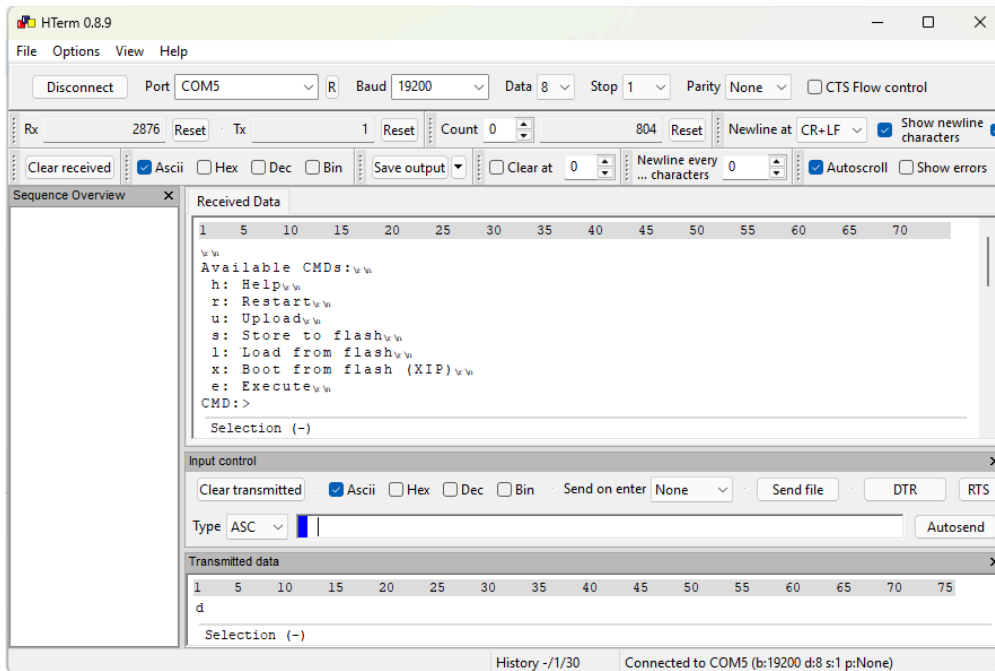 HTerm 0.8.9
File Options View Help
Disconnect Port COM5 R Baud 19200 Data 8 Stop 1 Parity None CTS Flow control
Rx 2876 Reset Tx 1 Reset Count 0 804 Reset Newline at CR+LF Show newline characters
Clear received Ascii Hex Dec Bin Save output Clear at 0 Newline every ... characters 0 Autoscroll Show errors
Sequence Overview X
Received Data
1 5 10 15 20 25 30 35 40 45 50 55 60 65 70
\r\n
Available CMDs:\r\n
h: Help\r\n
r: Restart\r\n
u: Upload\r\n
s: Store to flash\r\n
l: Load from flash\r\n
x: Boot from flash (XIP)\r\n
e: Execute\r\n
CMD:>
Selection (-)
Input control
Clear transmitted Ascii Hex Dec Bin Send on enter None Send file DTR RTS
Type ASC Autosend
Transmitted data
1 5 10 15 20 25 30 35 40 45 50 55 60 65 70 75
d
Selection (-)
History -/1/30 Connected to COM5 (b:19200 d:8 s:1 p:None)